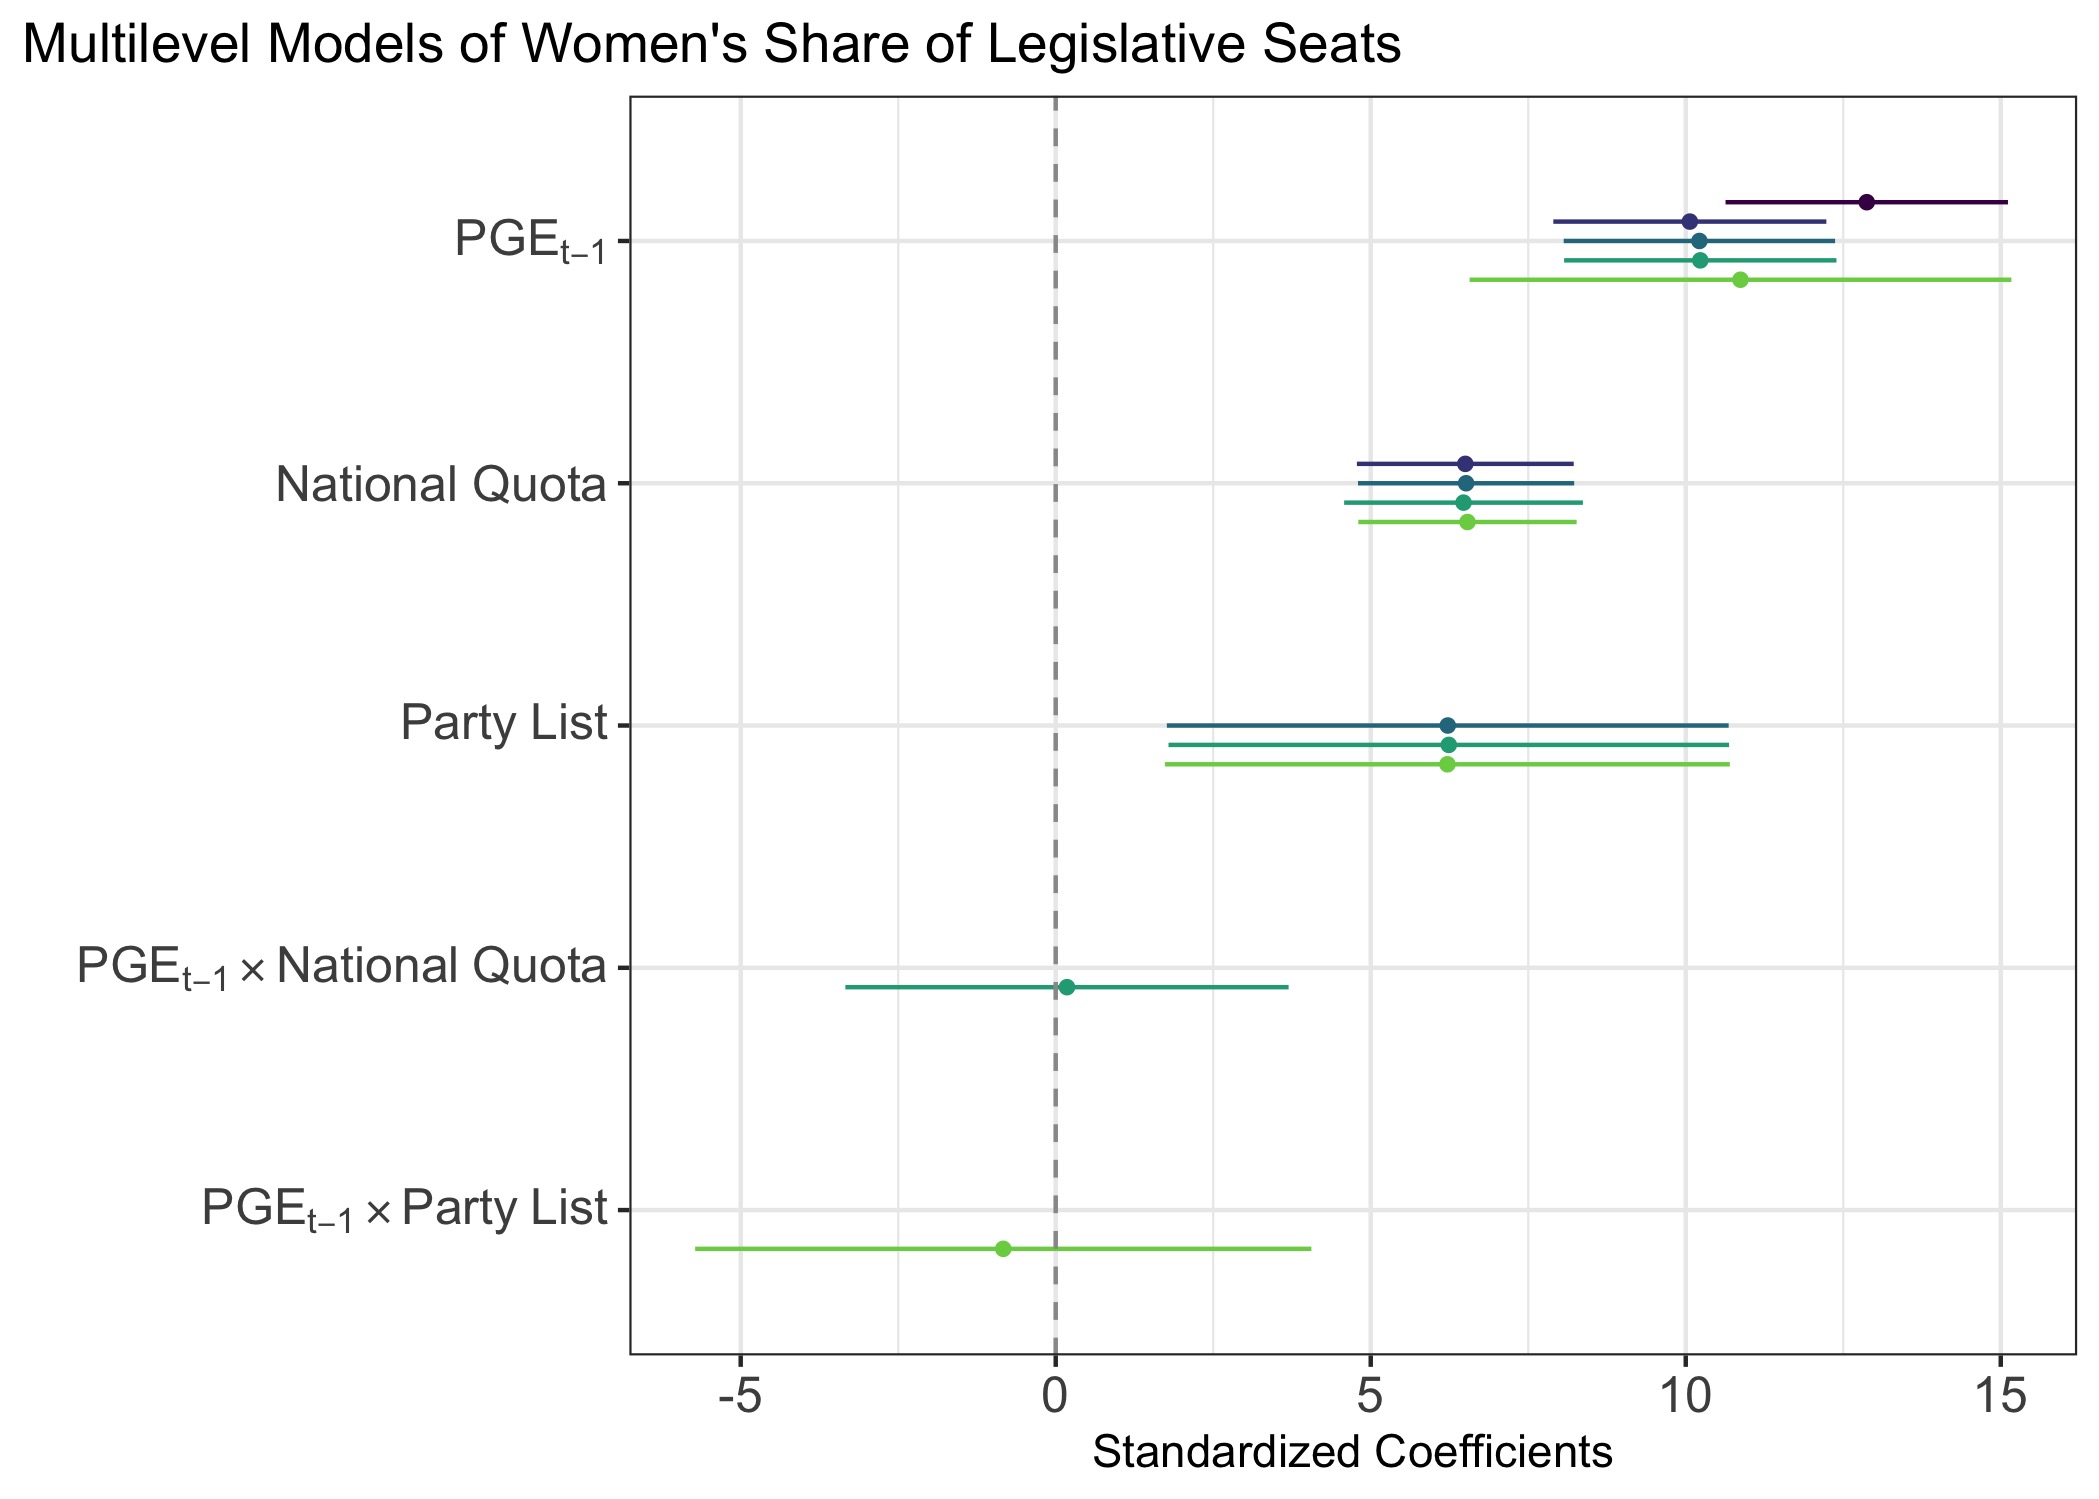 Multilevel Models of Women's Share of Legislative Seats
PGEₜ₋₁
National Quota
Party List
PGEₜ₋₁ × National Quota
PGEₜ₋₁ × Party List
-5 0 5 10 15
Standardized Coefficients